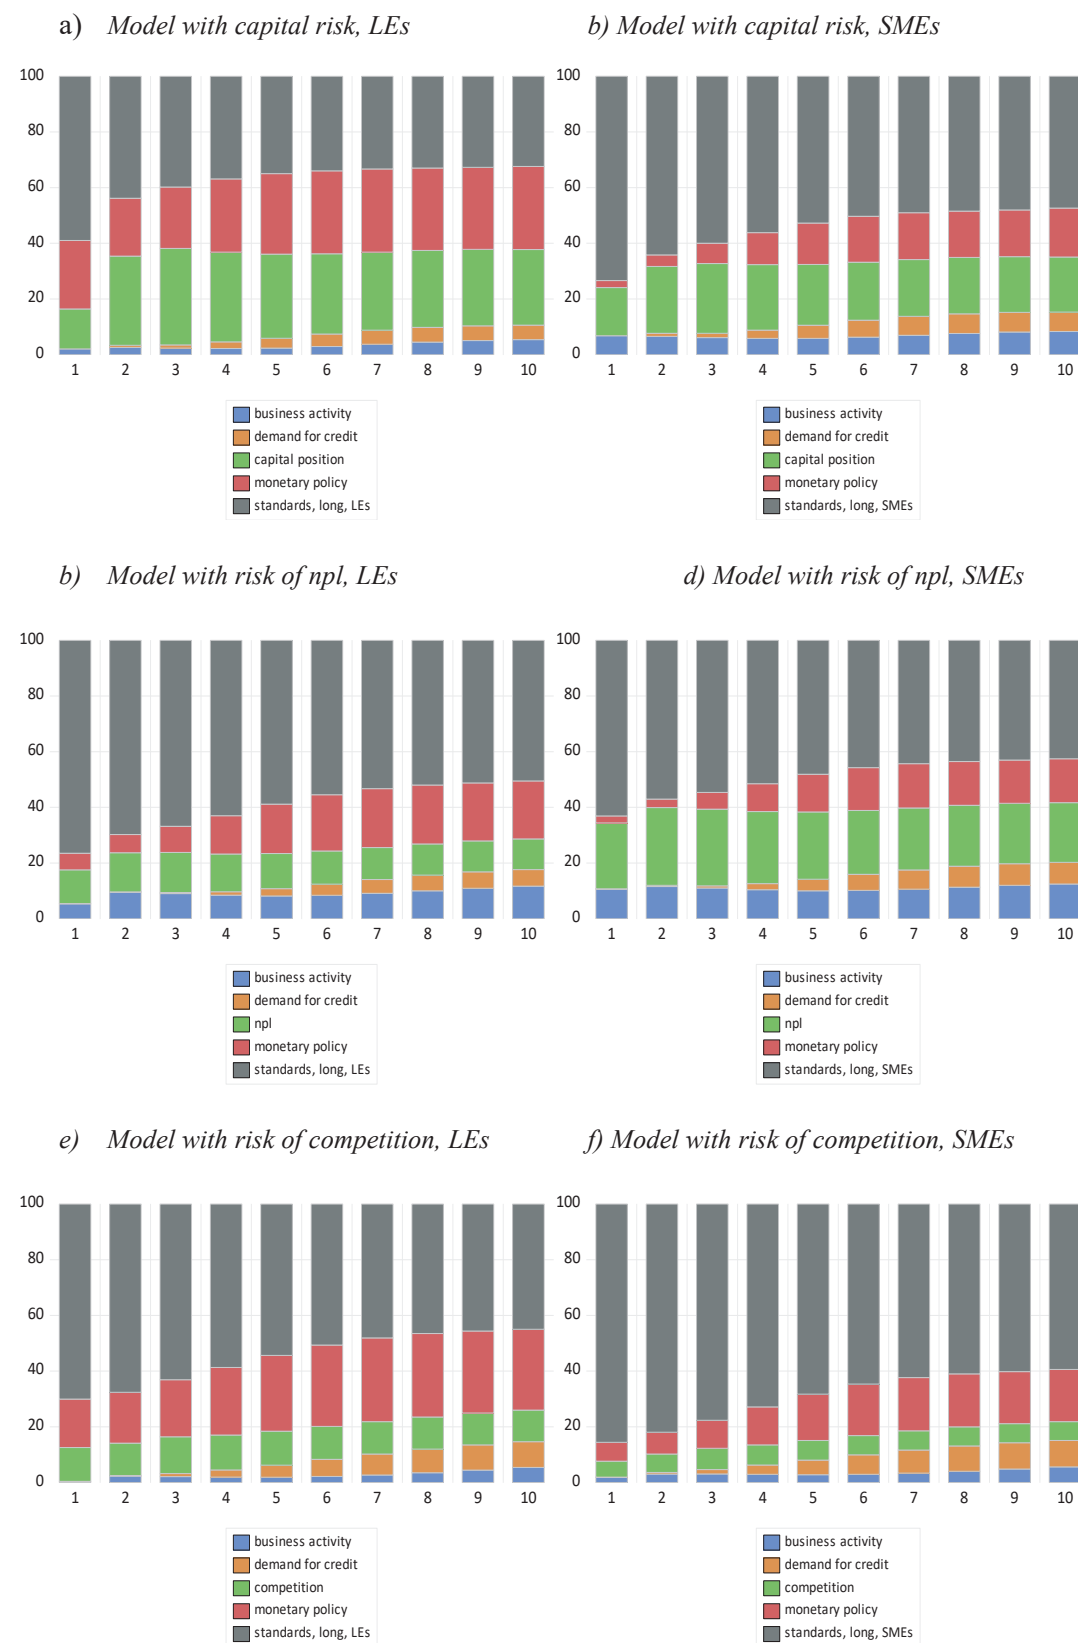 a) Model with capital risk, LEs
b) Model with capital risk, SMEs
100
80
60
40
20
0
1 2 3 4 5 6 7 8 9 10
business activity
demand for credit
capital position
monetary policy
standards, long, LEs
100
80
60
40
20
0
1 2 3 4 5 6 7 8 9 10
business activity
demand for credit
capital position
monetary policy
standards, long, SMEs
b) Model with risk of npl, LEs
d) Model with risk of npl, SMEs
100
80
60
40
20
0
1 2 3 4 5 6 7 8 9 10
business activity
demand for credit
npl
monetary policy
standards, long, LEs
100
80
60
40
20
0
1 2 3 4 5 6 7 8 9 10
business activity
demand for credit
npl
monetary policy
standards, long, SMEs
e) Model with risk of competition, LEs
f) Model with risk of competition, SMEs
100
80
60
40
20
0
1 2 3 4 5 6 7 8 9 10
business activity
demand for credit
competition
monetary policy
standards, long, LEs
100
80
60
40
20
0
1 2 3 4 5 6 7 8 9 10
business activity
demand for credit
competition
monetary policy
standards, long, SMEs